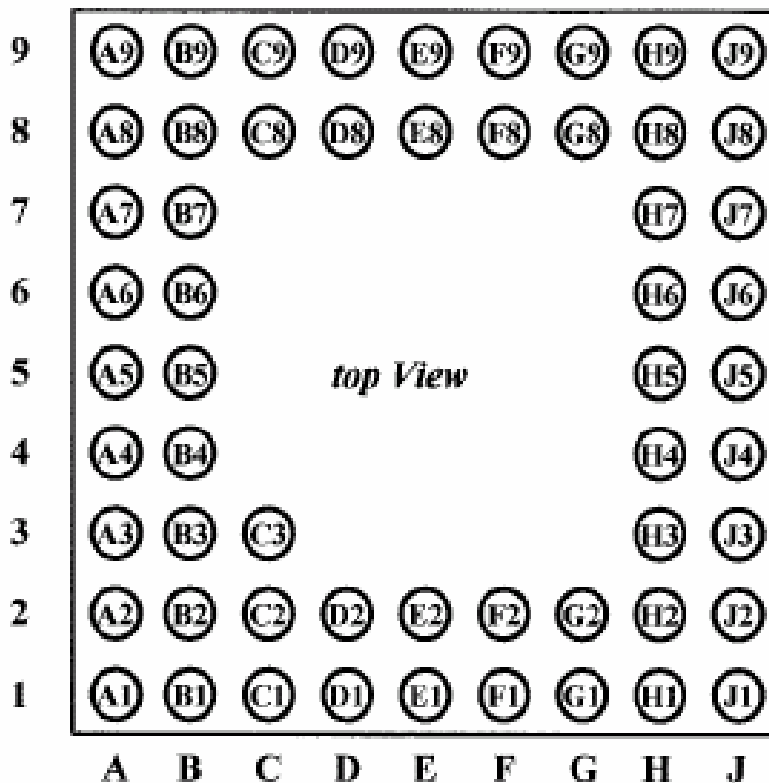 9 A9 B9 C9 D9 E9 F9 G9 H9 J9
8 A8 B8 C8 D8 E8 F8 G8 H8 J8
7 A7 B7 H7 J7
6 A6 B6 H6 J6
5 A5 B5 top View H5 J5
4 A4 B4 H4 J4
3 A3 B3 C3 H3 J3
2 A2 B2 C2 D2 E2 F2 G2 H2 J2
1 A1 B1 C1 D1 E1 F1 G1 H1 J1
A B C D E F G H J